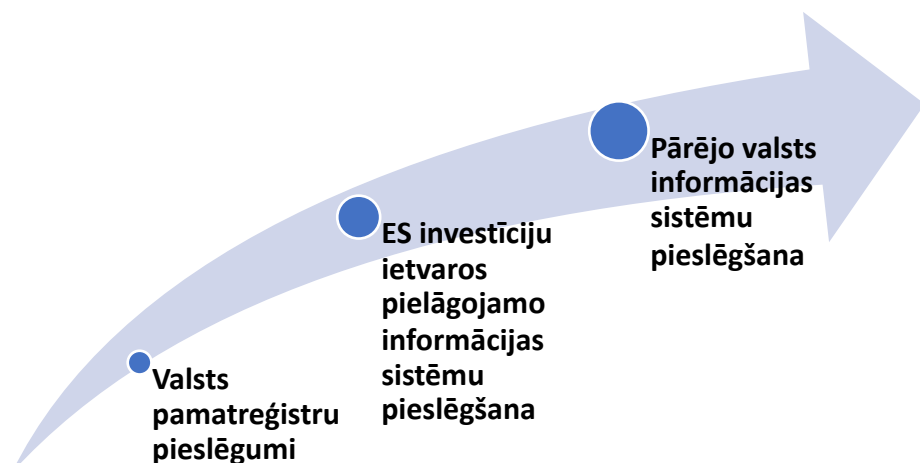 Valsts
pamatreģistru
pieslēgumi
ES investīciju
ietvaros
pielāgojamo
informācijas
sistēmu
pieslēgšana
Pārējo valsts
informācijas
sistēmu
pieslēgšana